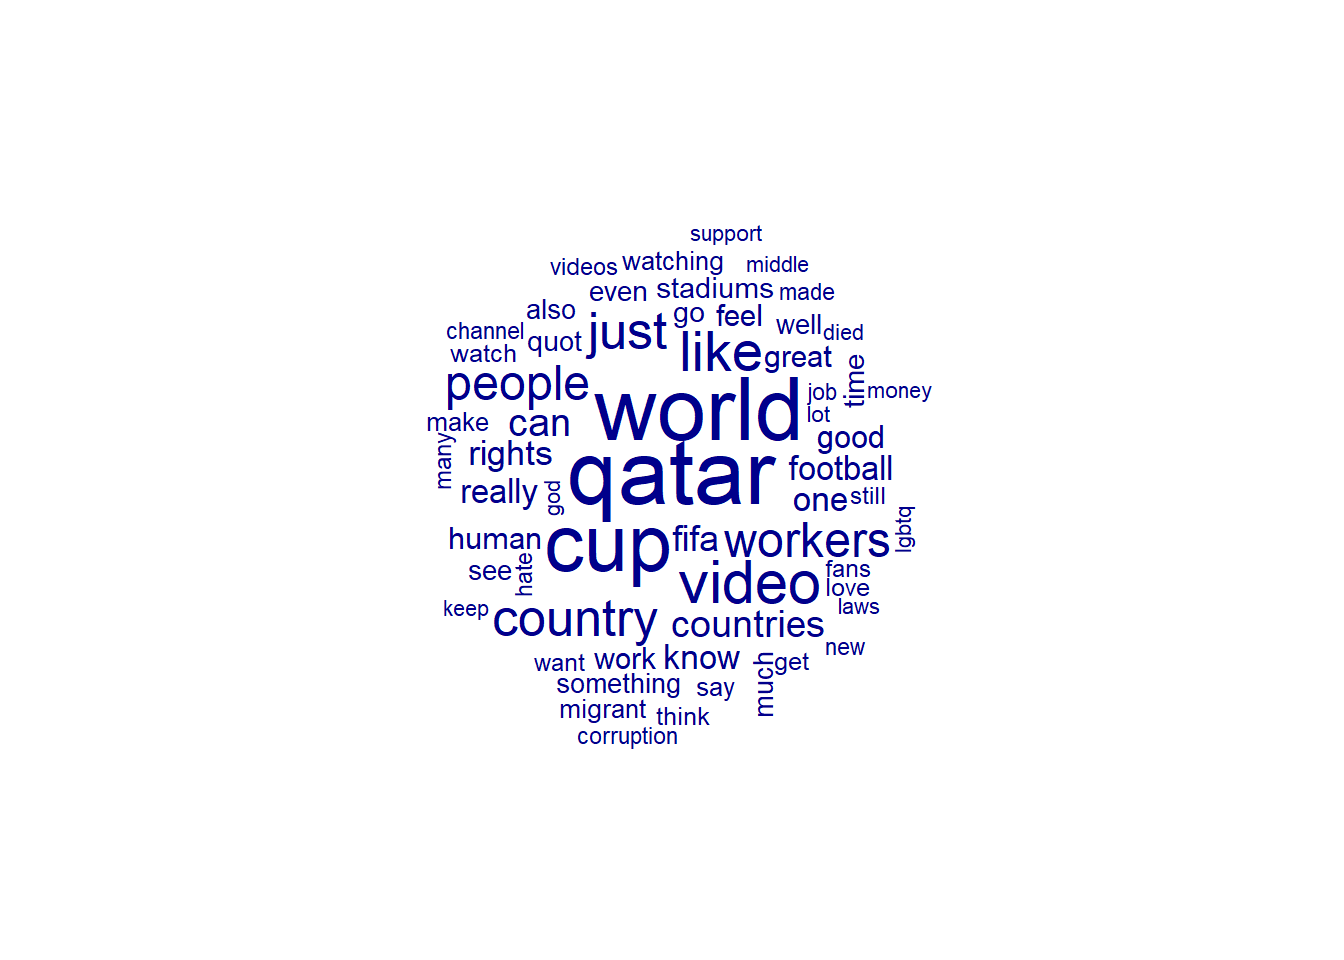 support
videos
watching
middle
even
stadiums
made
also
just
go
feel
well
died
channel
quot
like
great
watch
people
world
job
time
money
make
can
lot
good
many
rights
qatar
football
really
god
one
still
human
cup
fifa
workers
lgbtq
see
hate
video
fans
love
keep
country
countries
laws
want
work
know
much
get
new
something
say
migrant
think
corruption